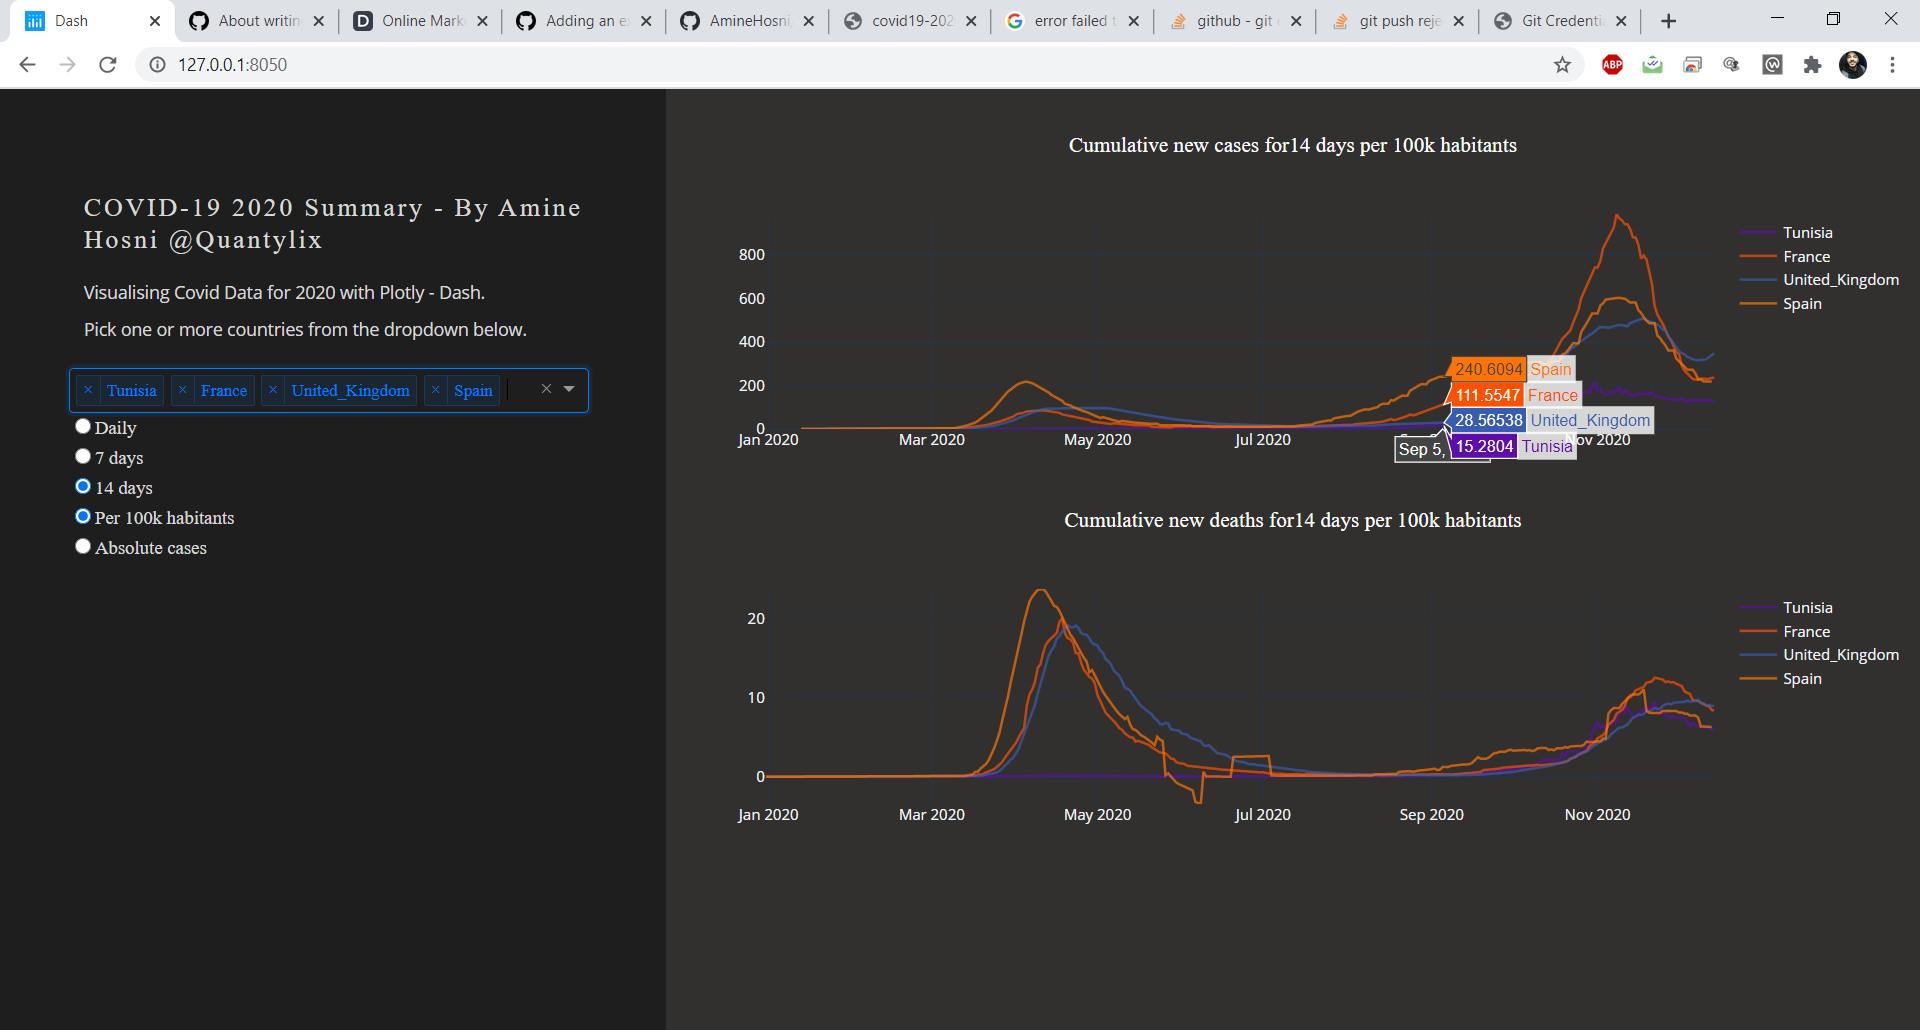 Dash
About writin
Online Mark
Adding an e
AmineHosni
covid19-202
error failed t
github - git
git push reje
Git Credenti
127.0.0.1:8050
ABP
COVID-19 2020 Summary - By Amine
Hosni @Quantylix
Visualising Covid Data for 2020 with Plotly - Dash.
Pick one or more countries from the dropdown below.
× Tunisia × France × United_Kingdom × Spain ×
Daily
7 days
14 days
Per 100k habitants
Absolute cases
Cumulative new cases for14 days per 100k habitants
800
600
400
200
0
Jan 2020 Mar 2020 May 2020 Jul 2020 Nov 2020
240.6094 Spain
111.5547 France
28.56538 United_Kingdom
15.2804 Tunisia
Sep 5,
Tunisia
France
United_Kingdom
Spain
Cumulative new deaths for14 days per 100k habitants
20
10
0
Jan 2020 Mar 2020 May 2020 Jul 2020 Sep 2020 Nov 2020
Tunisia
France
United_Kingdom
Spain